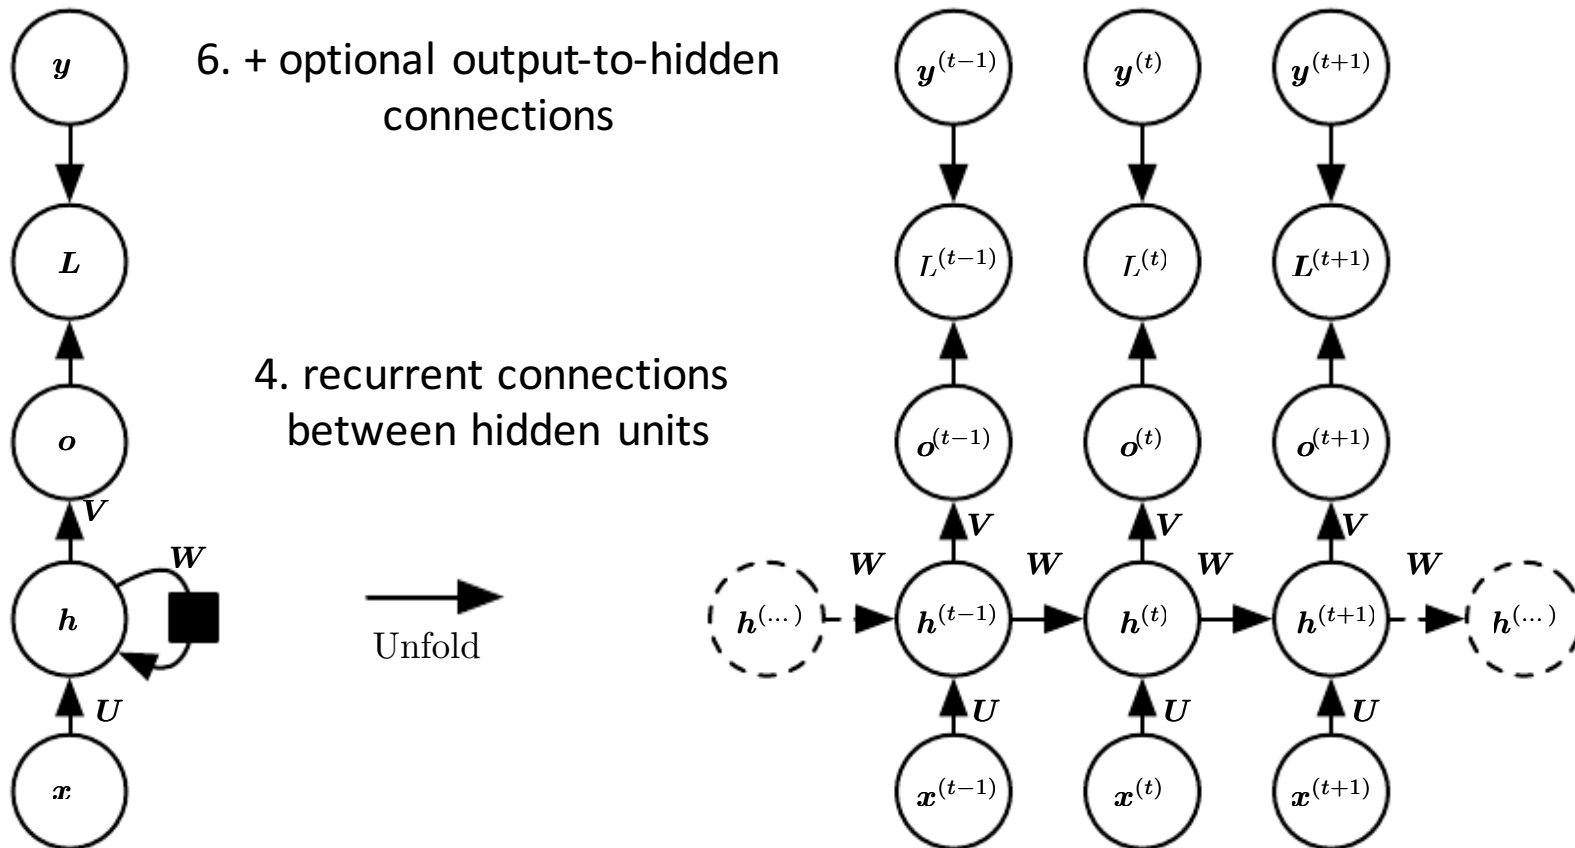 y
6. + optional output-to-hidden
connections
y^{(t−1)} y^{(t)} y^{(t+1)}
L
L^{(t−1)} L^{(t)} L^{(t+1)}
4. recurrent connections
between hidden units
o
o^{(t−1)} o^{(t)} o^{(t+1)}
V
V V V
W
W W W W
h
h^{(...)} h^{(t−1)} h^{(t)} h^{(t+1)} h^{(...)}
Unfold
U
U U U
x
x^{(t−1)} x^{(t)} x^{(t+1)}